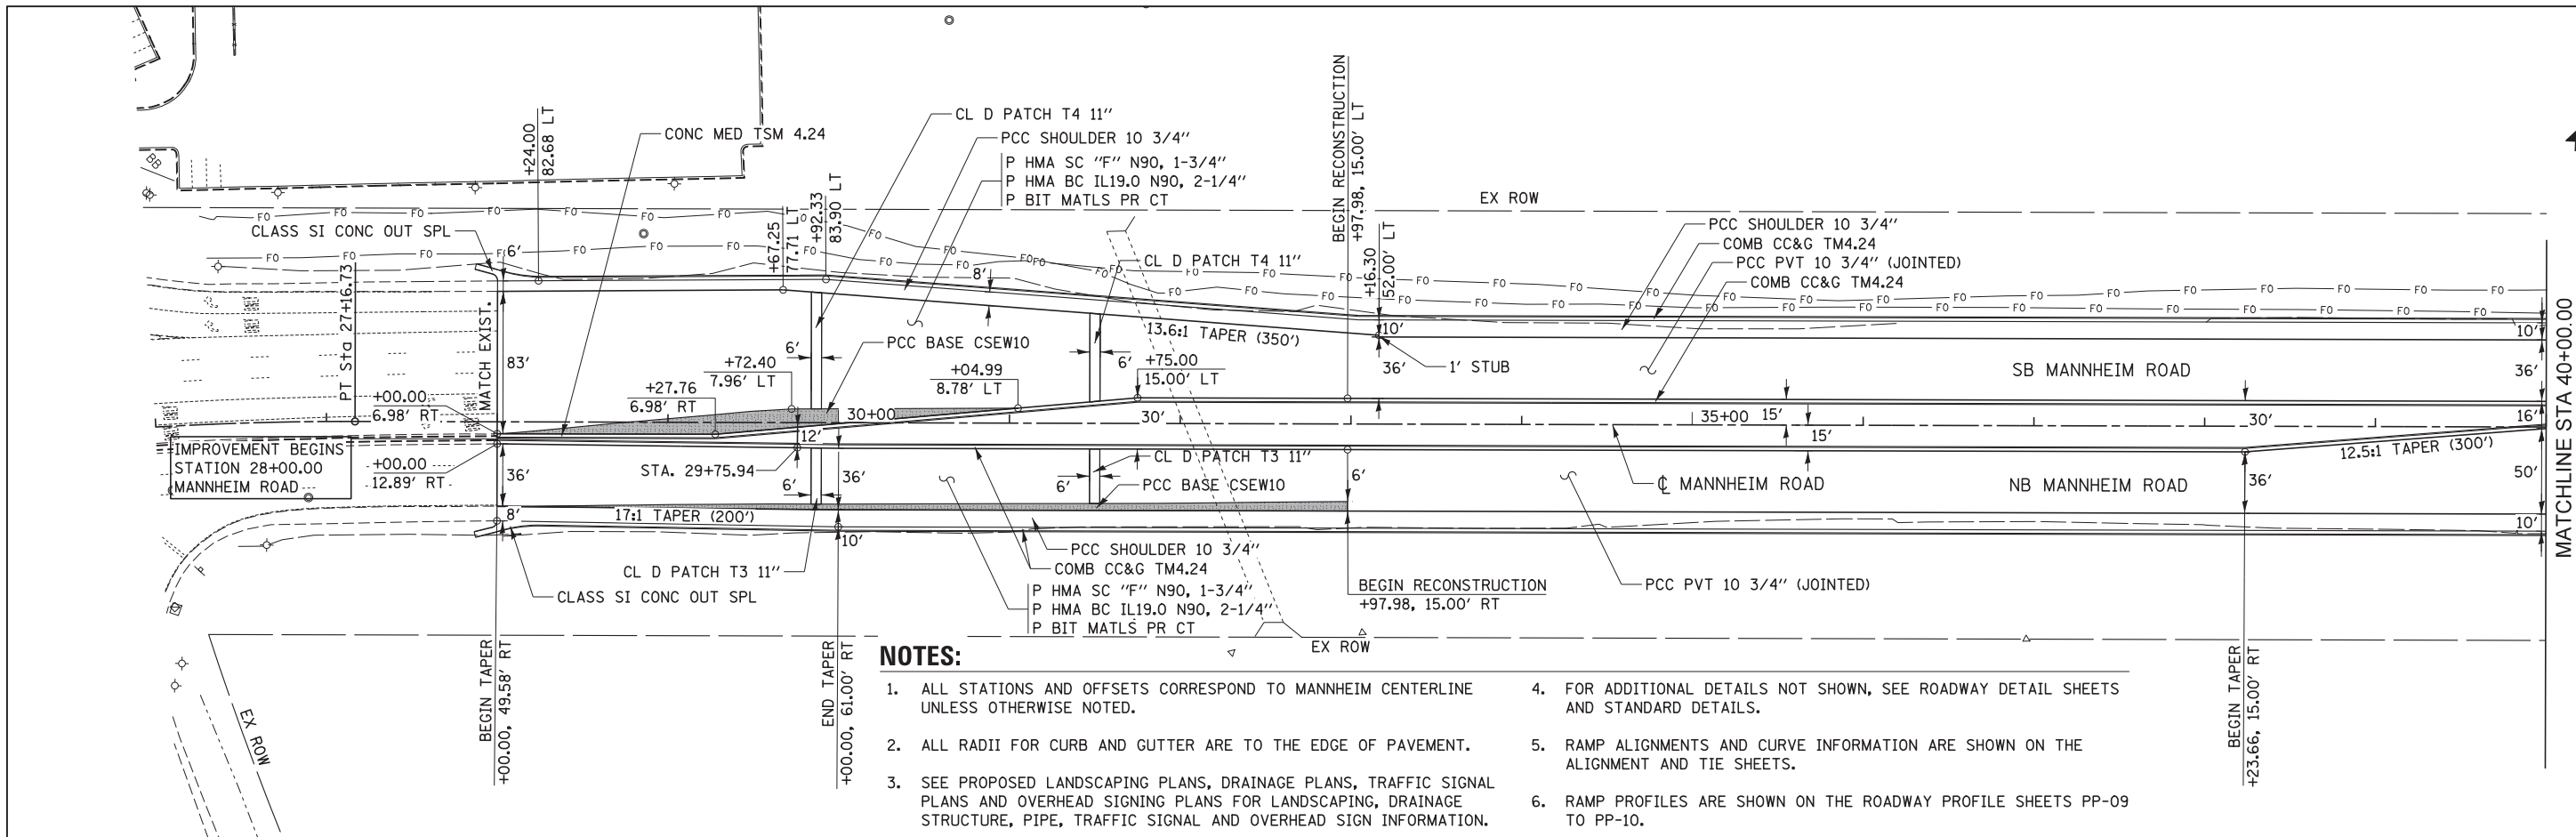 CONC MED TSM 4.24
+24.00
82.68 LT
CL D PATCH T4 11"
PCC SHOULDER 10 3/4"
P HMA SC "F" N90, 1-3/4"
P HMA BC IL19.0 N90, 2-1/4"
P BIT MATLS PR CT
BEGIN RECONSTRUCTION
+97.98, 15.00' LT
EX ROW
BB
FO FO FO FO FO FO FO FO FO
CLASS SI CONC OUT SPL
6'
+67.25
77.71 LT
+92.33
83.90 LT
8'
CL D PATCH T4 11"
+16.30
52.00' LT
PCC SHOULDER 10 3/4"
COMB CC&G TM4.24
PCC PVT 10 3/4" (JOINTED)
COMB CC&G TM4.24
PT Sta 27+16.73
MATCH EXIST.
83'
6'
+72.40
7.96' LT
PCC BASE CSEW10
13.6:1 TAPER (350')
6'
+75.00
15.00' LT
10'
36'
1' STUB
SB MANNHEIM ROAD
10'
36'
MATCHLINE STA 40+00.00
+00.00
6.98' RT
+27.76
6.98' RT
+04.99
8.78' LT
30+00
30'
35+00
15'
30'
16'
12'
15'
IMPROVEMENT BEGINS
STATION 28+00.00
MANNHEIM ROAD
+00.00
12.89' RT
36'
STA. 29+75.94
6'
36'
CL D PATCH T3 11"
6'
PCC BASE CSEW10
6'
℄ MANNHEIM ROAD
NB MANNHEIM ROAD
12.5:1 TAPER (300')
36'
50'
8'
17:1 TAPER (200')
10'
10'
PCC SHOULDER 10 3/4"
COMB CC&G TM4.24
CL D PATCH T3 11"
CLASS SI CONC OUT SPL
P HMA SC "F" N90, 1-3/4"
P HMA BC IL19.0 N90, 2-1/4"
P BIT MATLS PR CT
BEGIN RECONSTRUCTION
+97.98, 15.00' RT
PCC PVT 10 3/4" (JOINTED)
EX ROW
EX ROW
P
BEGIN TAPER
+00.00, 49.58' RT
END TAPER
+00.00, 61.00' RT
BEGIN TAPER
+23.66, 15.00' RT
NOTES:
1. ALL STATIONS AND OFFSETS CORRESPOND TO MANNHEIM CENTERLINE
UNLESS OTHERWISE NOTED.
2. ALL RADII FOR CURB AND GUTTER ARE TO THE EDGE OF PAVEMENT.
3. SEE PROPOSED LANDSCAPING PLANS, DRAINAGE PLANS, TRAFFIC SIGNAL
PLANS AND OVERHEAD SIGNING PLANS FOR LANDSCAPING, DRAINAGE
STRUCTURE, PIPE, TRAFFIC SIGNAL AND OVERHEAD SIGN INFORMATION.
4. FOR ADDITIONAL DETAILS NOT SHOWN, SEE ROADWAY DETAIL SHEETS
AND STANDARD DETAILS.
5. RAMP ALIGNMENTS AND CURVE INFORMATION ARE SHOWN ON THE
ALIGNMENT AND TIE SHEETS.
6. RAMP PROFILES ARE SHOWN ON THE ROADWAY PROFILE SHEETS PP-09
TO PP-10.